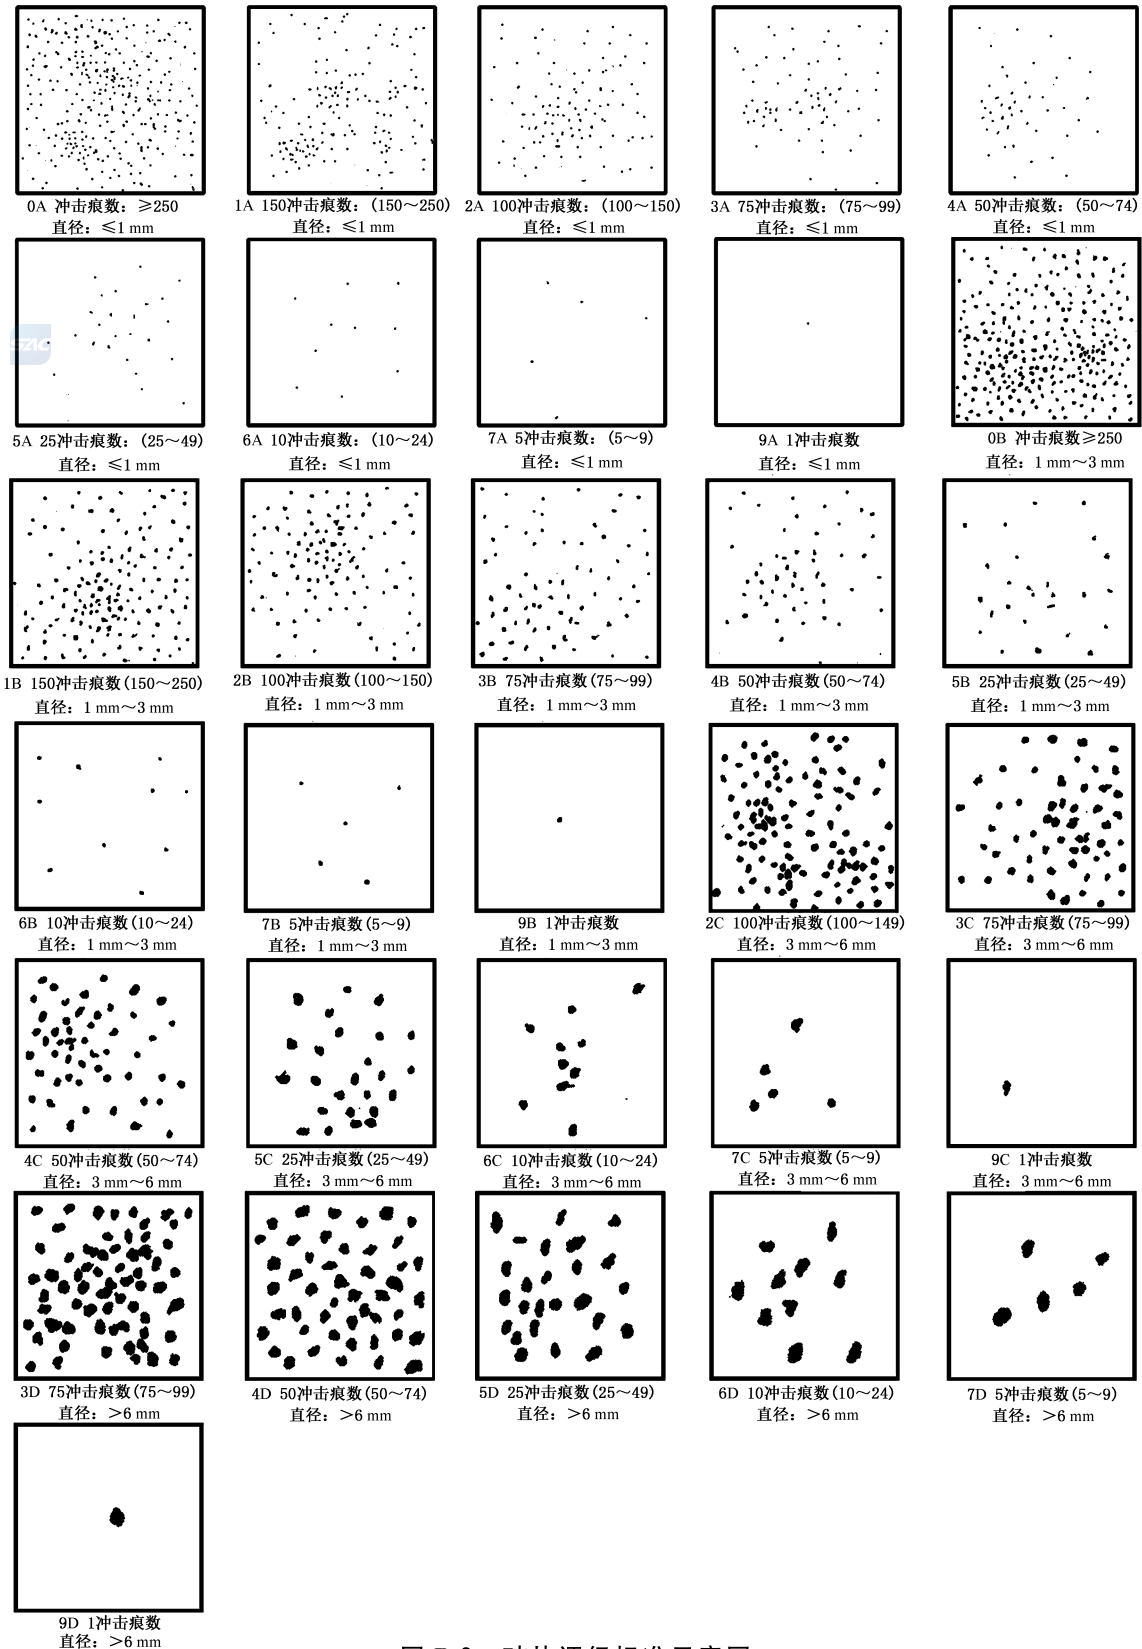 0A 冲击痕数：≥250
直径：≤1 mm
1A 150冲击痕数：(150～250)
直径：≤1 mm
2A 100冲击痕数：(100～150)
直径：≤1 mm
3A 75冲击痕数：(75～99)
直径：≤1 mm
4A 50冲击痕数：(50～74)
直径：≤1 mm
SAC
5A 25冲击痕数：(25～49)
直径：≤1 mm
6A 10冲击痕数：(10～24)
直径：≤1 mm
7A 5冲击痕数：(5～9)
直径：≤1 mm
9A 1冲击痕数
直径：≤1 mm
0B 冲击痕数≥250
直径：1 mm～3 mm
1B 150冲击痕数(150～250)
直径：1 mm～3 mm
2B 100冲击痕数(100～150)
直径：1 mm～3 mm
3B 75冲击痕数(75～99)
直径：1 mm～3 mm
4B 50冲击痕数(50～74)
直径：1 mm～3 mm
5B 25冲击痕数(25～49)
直径：1 mm～3 mm
6B 10冲击痕数(10～24)
直径：1 mm～3 mm
7B 5冲击痕数(5～9)
直径：1 mm～3 mm
9B 1冲击痕数
直径：1 mm～3 mm
2C 100冲击痕数(100～149)
直径：3 mm～6 mm
3C 75冲击痕数(75～99)
直径：3 mm～6 mm
4C 50冲击痕数(50～74)
直径：3 mm～6 mm
5C 25冲击痕数(25～49)
直径：3 mm～6 mm
6C 10冲击痕数(10～24)
直径：3 mm～6 mm
7C 5冲击痕数(5～9)
直径：3 mm～6 mm
9C 1冲击痕数
直径：3 mm～6 mm
3D 75冲击痕数(75～99)
直径：＞6 mm
4D 50冲击痕数(50～74)
直径：＞6 mm
5D 25冲击痕数(25～49)
直径：＞6 mm
6D 10冲击痕数(10～24)
直径：＞6 mm
7D 5冲击痕数(5～9)
直径：＞6 mm
9D 1冲击痕数
直径：＞6 mm